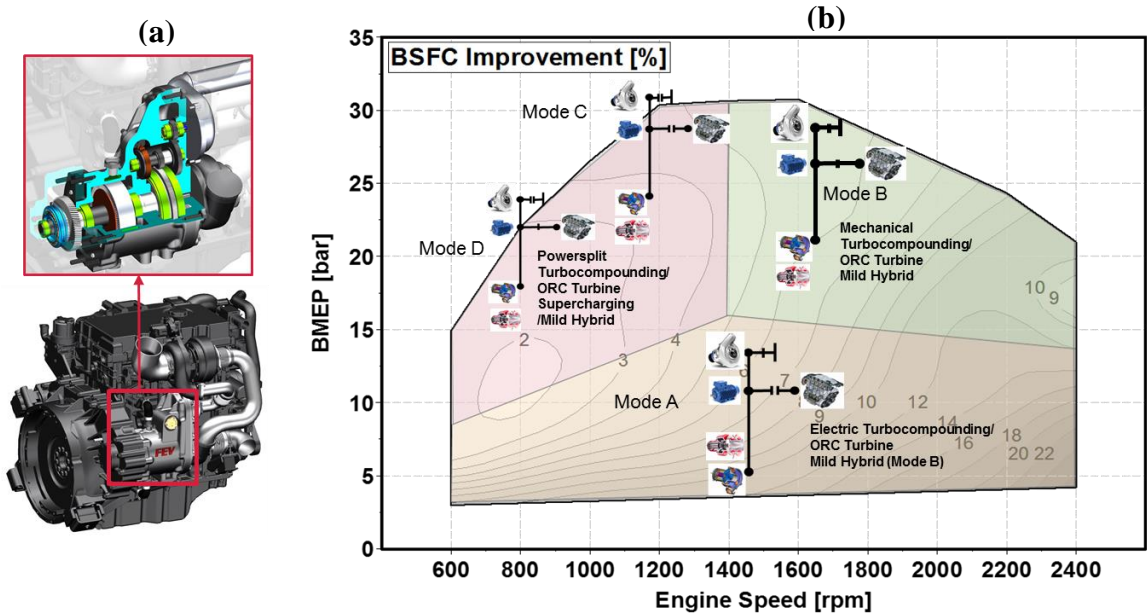 (a)
(b)
FEV
BSFC Improvement [%]
BMEP [bar]
35
30
25
20
15
10
5
0
Mode C
Mode D
Powersplit
Turbocompounding/
ORC Turbine
Supercharging
/Mild Hybrid
Mode B
Mechanical
Turbocompounding/
ORC Turbine
Mild Hybrid
Mode A
Electric Turbocompounding/
ORC Turbine
Mild Hybrid (Mode B)
2
3
4
7
9
10
12
14
16
18
20
22
10
9
600
800
1000
1200
1400
1600
1800
2000
2200
2400
Engine Speed [rpm]